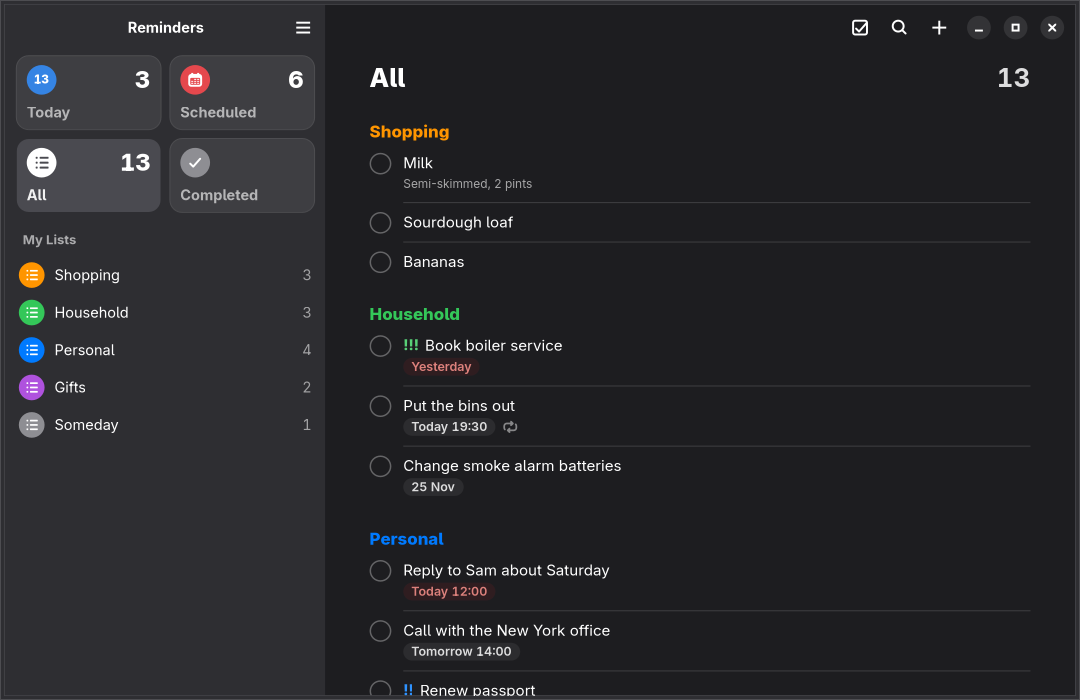 Reminders
13 3
Today
6
Scheduled
13
All
Completed
My Lists
Shopping 3
Household 3
Personal 4
Gifts 2
Someday 1
All 13
Shopping
Milk
Semi-skimmed, 2 pints
Sourdough loaf
Bananas
Household
!!! Book boiler service
Yesterday
Put the bins out
Today 19:30
Change smoke alarm batteries
25 Nov
Personal
Reply to Sam about Saturday
Today 12:00
Call with the New York office
Tomorrow 14:00
!! Renew passport